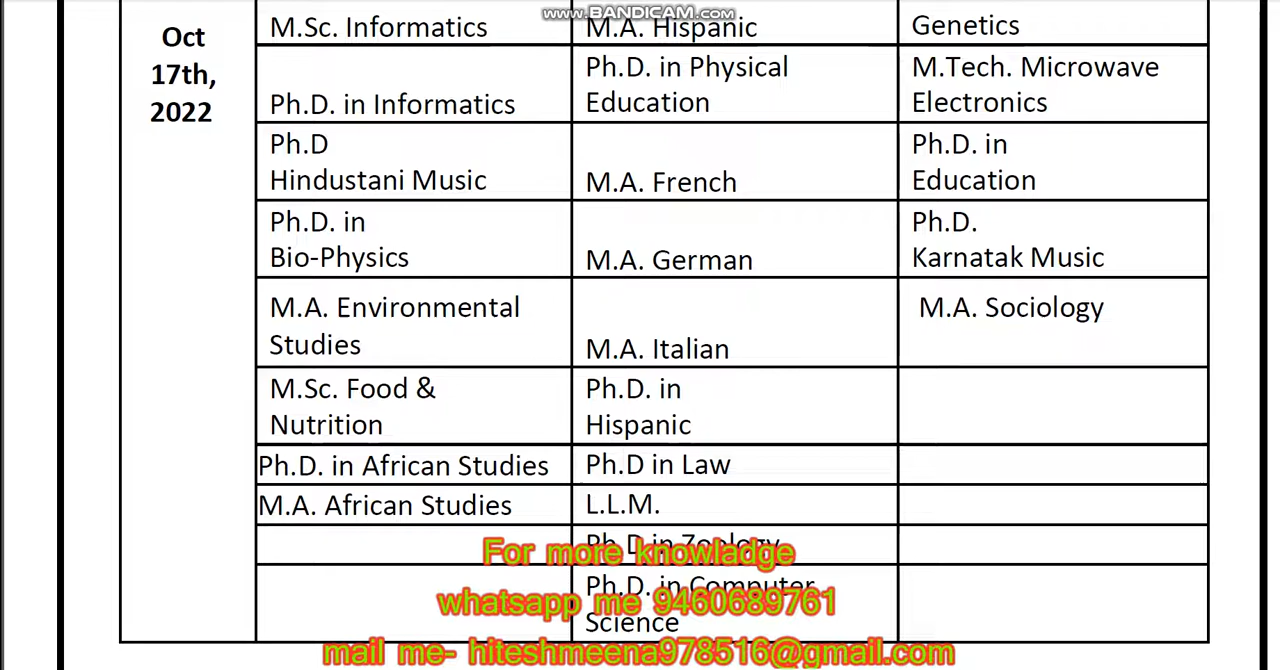 www.BANDICAM.com
Oct
17th,
2022
M.Sc. Informatics
M.A. Hispanic
Genetics
Ph.D. in Informatics
Ph.D. in Physical
Education
M.Tech. Microwave
Electronics
Ph.D
Hindustani Music
M.A. French
Ph.D. in
Education
Ph.D. in
Bio-Physics
M.A. German
Ph.D.
Karnatak Music
M.A. Environmental
Studies
M.A. Italian
M.A. Sociology
M.Sc. Food &
Nutrition
Ph.D. in
Hispanic
Ph.D. in African Studies
Ph.D in Law
M.A. African Studies
L.L.M.
Ph.D in Zoology
Ph.D. in Computer
Science
For more knowladge
whatsapp me 9460689761
mail me- hiteshmeena978516@gmail.com